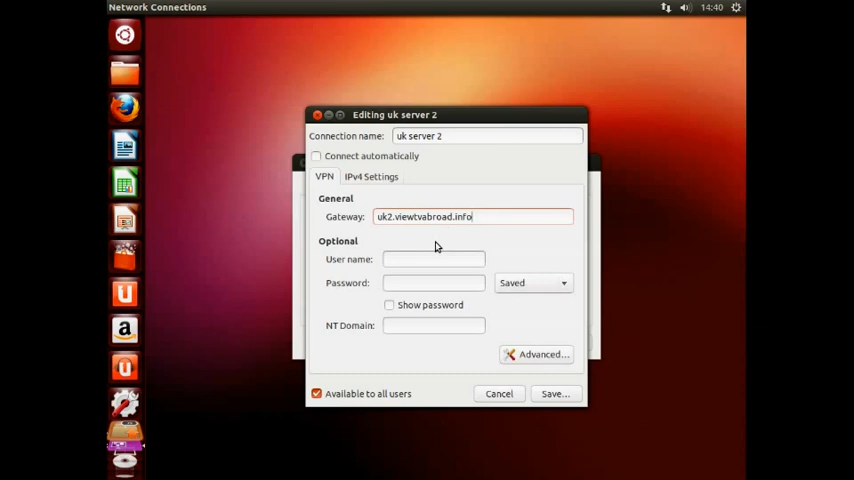 Network Connections
14:40
Editing uk server 2
Connection name: uk server 2
Connect automatically
VPN IPv4 Settings
General
Gateway: uk2.viewtvabroad.info
Optional
User name:
Password: Saved
Show password
NT Domain:
Advanced...
Available to all users Cancel Save...